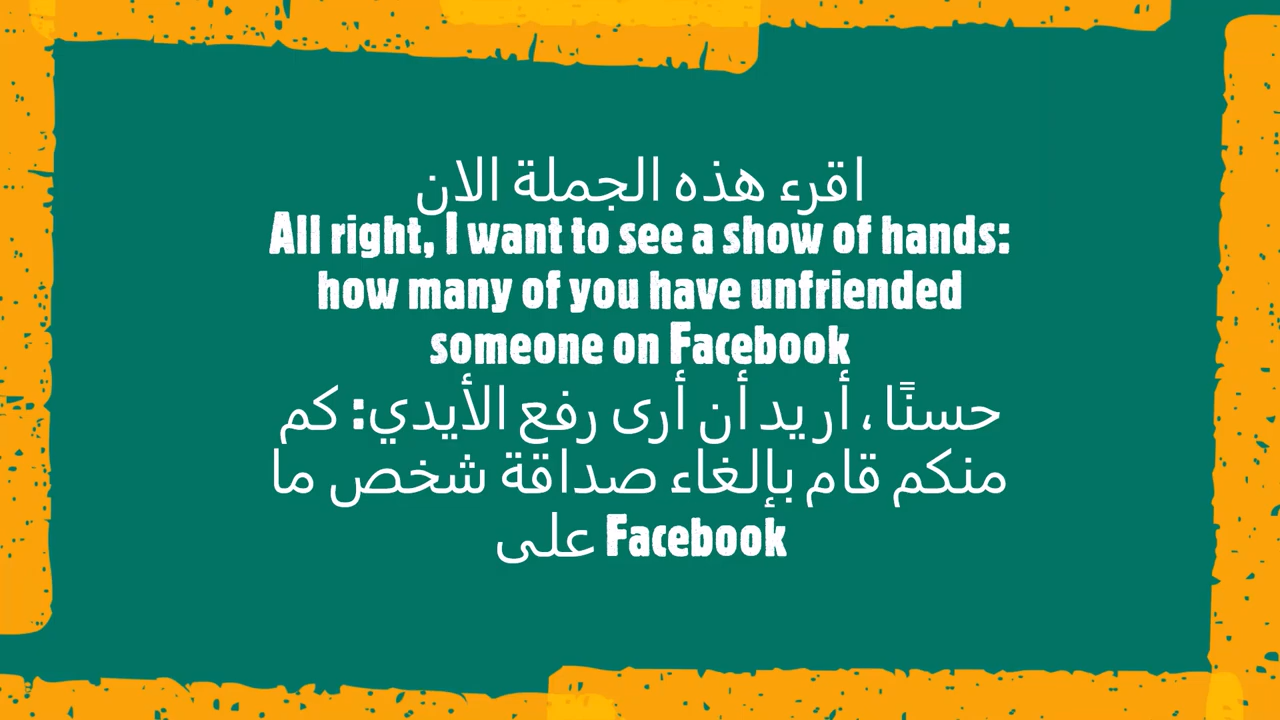 اقرء هذه الجملة الان
All right, I want to see a show of hands:
how many of you have unfriended
someone on Facebook
حسنًا، أريد أن أرى رفع الأيدي: كم
منكم قام بإلغاء صداقة شخص ما
على Facebook